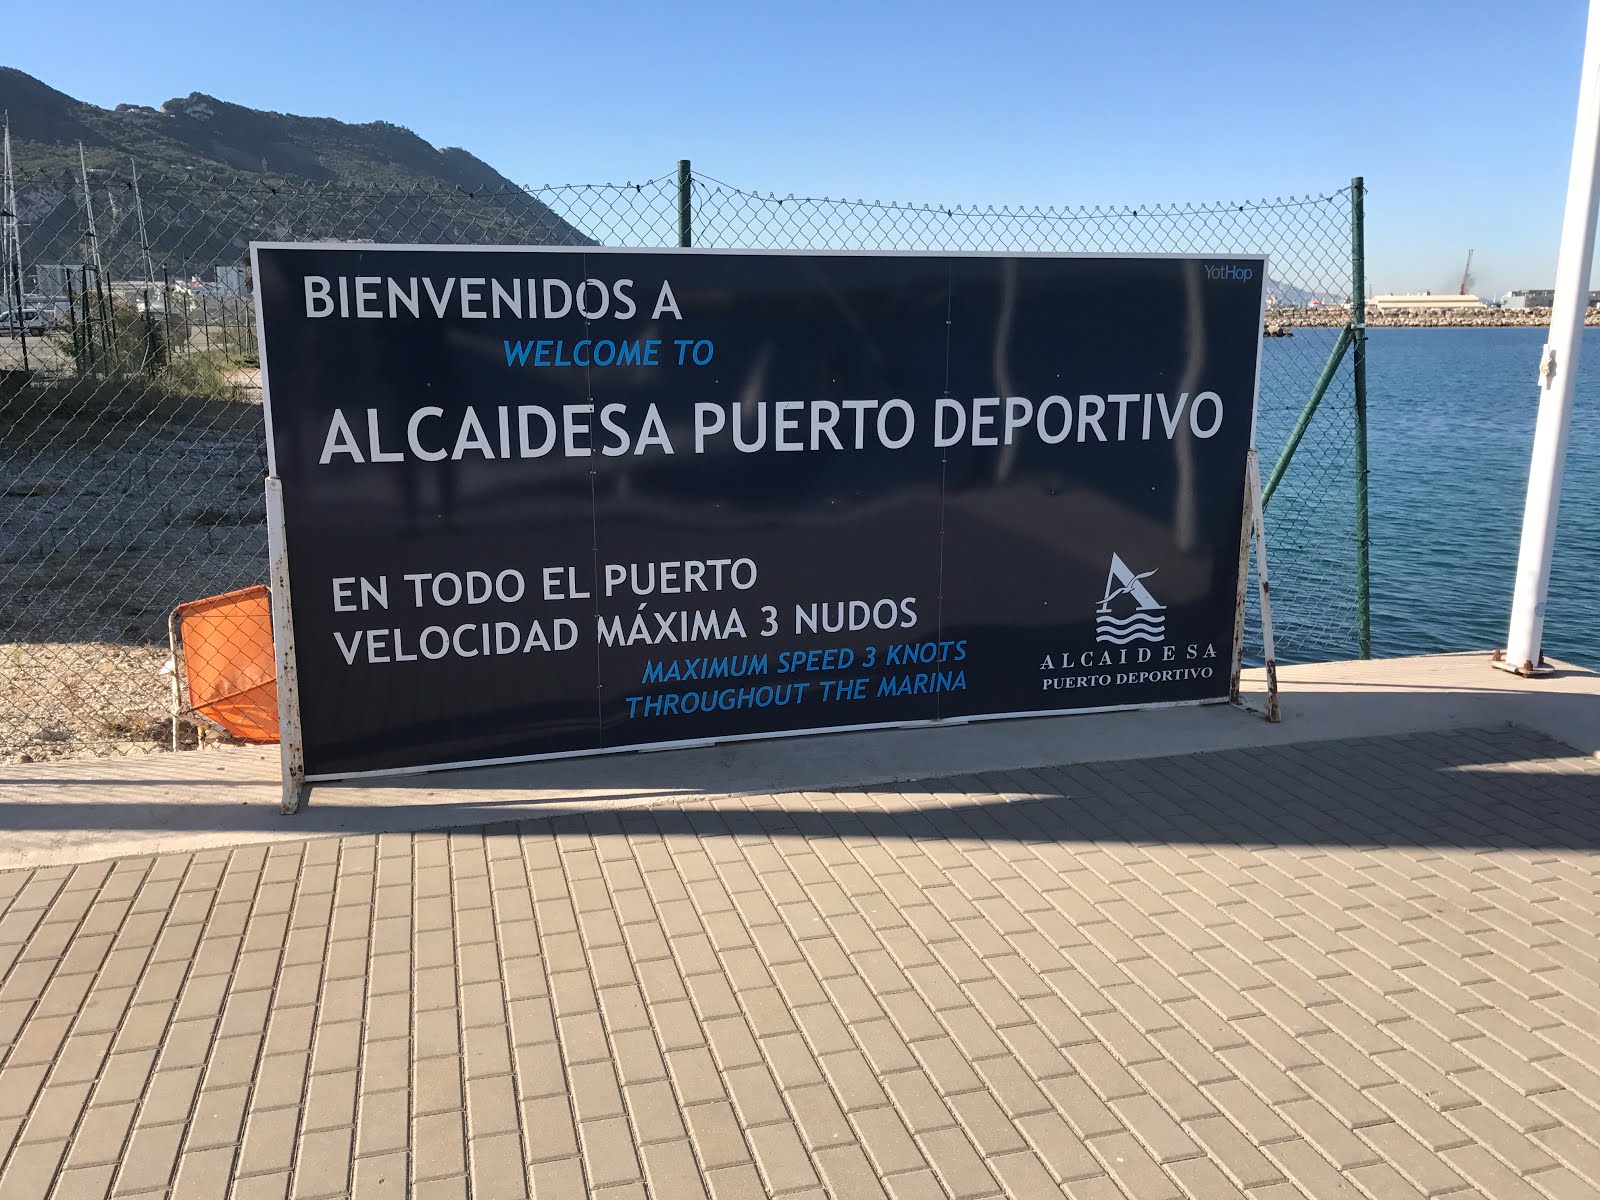 YotHop
BIENVENIDOS A
WELCOME TO
ALCAIDESA PUERTO DEPORTIVO
EN TODO EL PUERTO
VELOCIDAD MÁXIMA 3 NUDOS
MAXIMUM SPEED 3 KNOTS
THROUGHOUT THE MARINA
ALCAIDESA
PUERTO DEPORTIVO